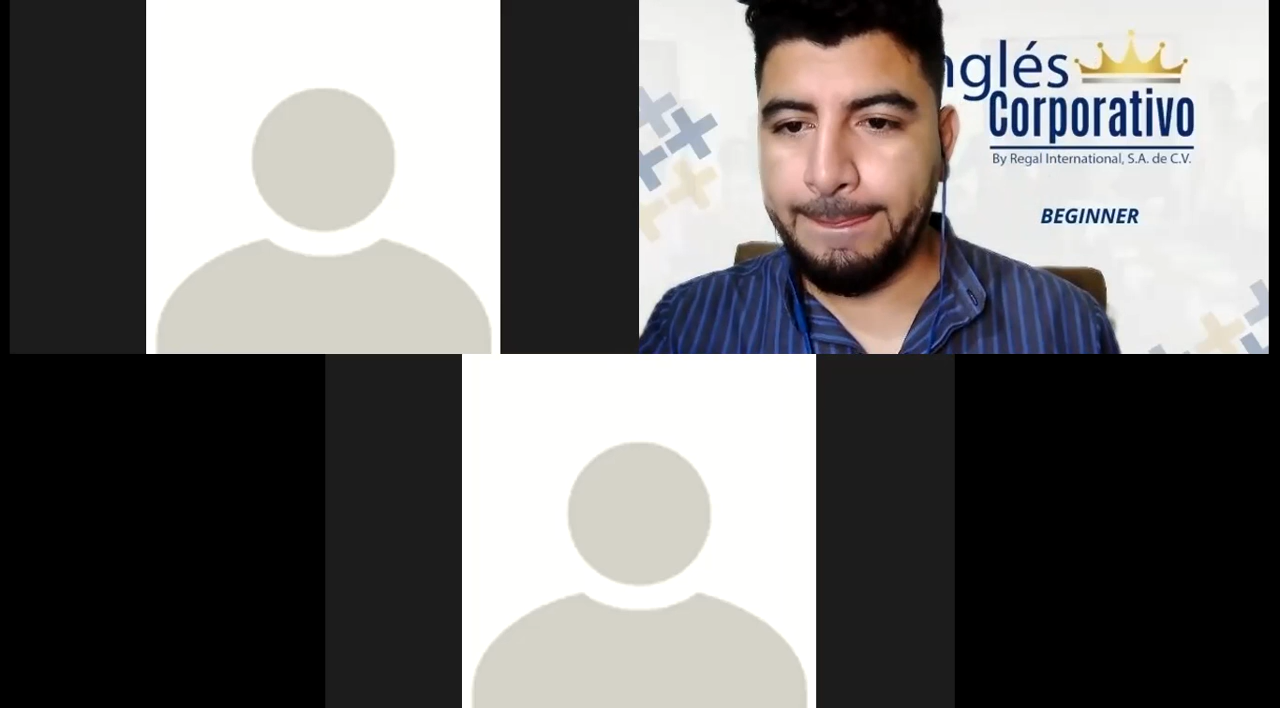 nglés
Corporativo
By Regal International, S.A. de C.V.
BEGINNER